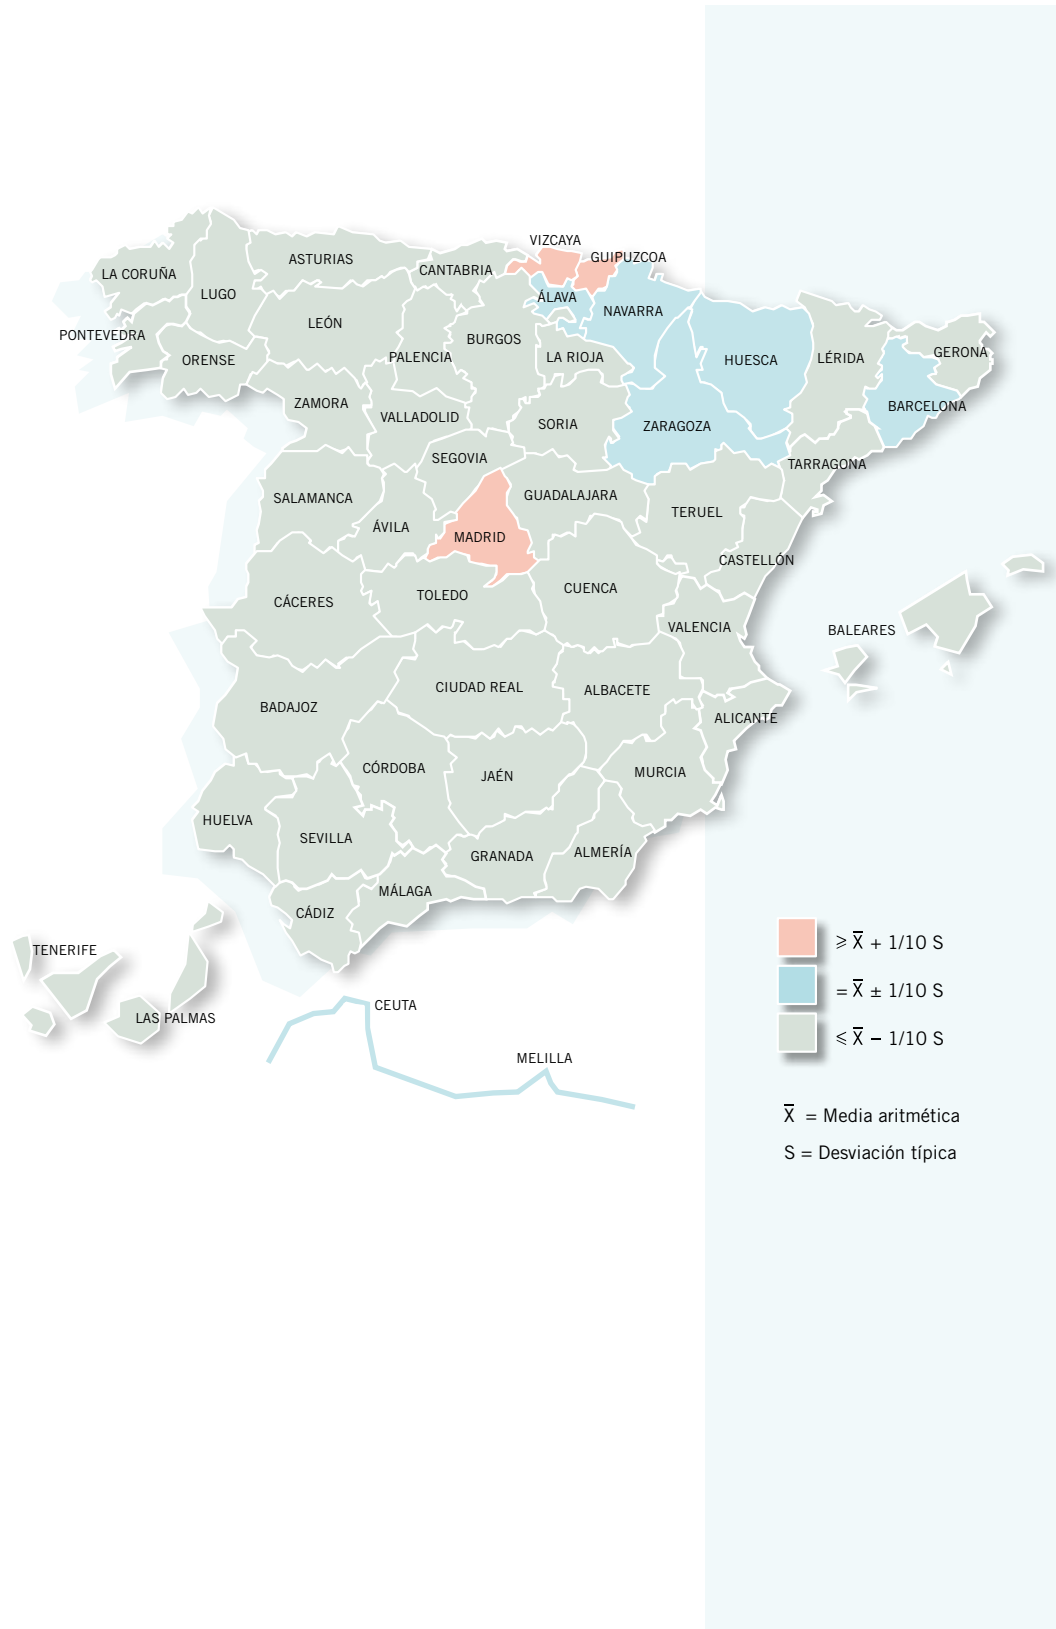 VIZCAYA
GUIPUZCOA
ASTURIAS
CANTABRIA
LA CORUÑA
LUGO
ÁLAVA
NAVARRA
LEÓN
PONTEVEDRA
BURGOS
ORENSE
PALENCIA
LA RIOJA
HUESCA
LÉRIDA
GERONA
ZAMORA
VALLADOLID
SORIA
ZARAGOZA
BARCELONA
SEGOVIA
TARRAGONA
SALAMANCA
GUADALAJARA
TERUEL
ÁVILA
MADRID
CASTELLÓN
CÁCERES
TOLEDO
CUENCA
VALENCIA
BALEARES
BADAJOZ
CIUDAD REAL
ALBACETE
ALICANTE
CÓRDOBA
JAÉN
MURCIA
HUELVA
SEVILLA
GRANADA
ALMERÍA
MÁLAGA
CÁDIZ
TENERIFE
LAS PALMAS
CEUTA
MELILLA
⩾ X̅ + 1/10 S
= X̅ ± 1/10 S
⩽ X̅ – 1/10 S
X̅ = Media aritmética
S = Desviación típica